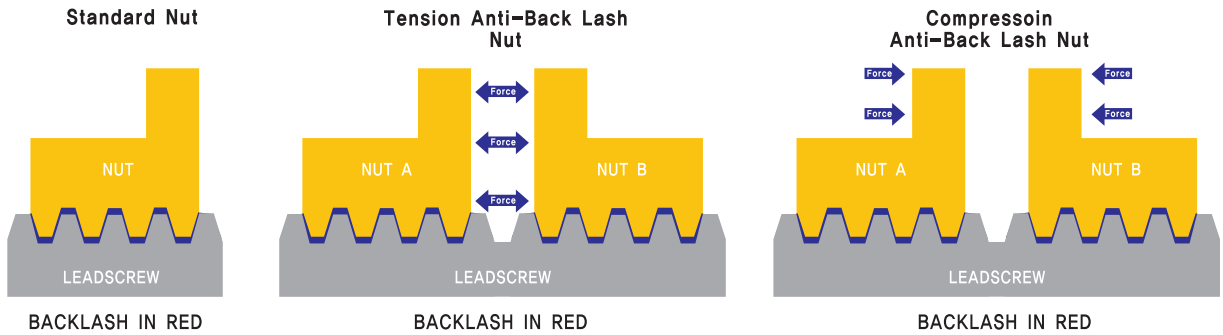 Standard Nut
NUT
LEADSCREW
BACKLASH IN RED
Tension Anti-Back Lash
Nut
Force
Force
Force
NUT A
NUT B
LEADSCREW
BACKLASH IN RED
Compressoin
Anti-Back Lash Nut
Force
Force
Force
Force
NUT A
NUT B
LEADSCREW
BACKLASH IN RED